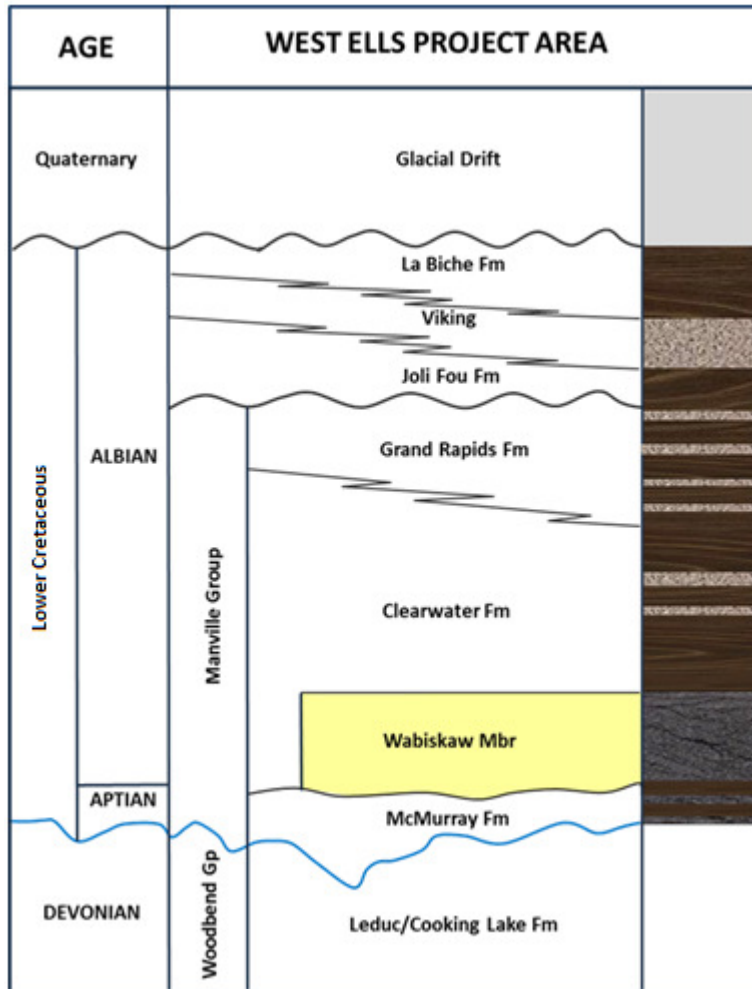 AGE
WEST ELLS PROJECT AREA
Quaternary
Glacial Drift
La Biche Fm
Viking
Joli Fou Fm
Lower Cretaceous
ALBIAN
Manville Group
Grand Rapids Fm
Clearwater Fm
Wabiskaw Mbr
APTIAN
McMurray Fm
DEVONIAN
Woodbend Gp
Leduc/Cooking Lake Fm